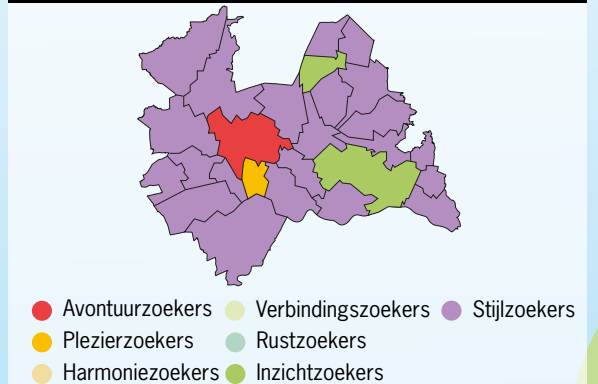 Avontuurzoekers Verbindingszoekers Stijlzoekers
Plezierzoekers Rustzoekers
Harmoniezoekers Inzichtzoekers